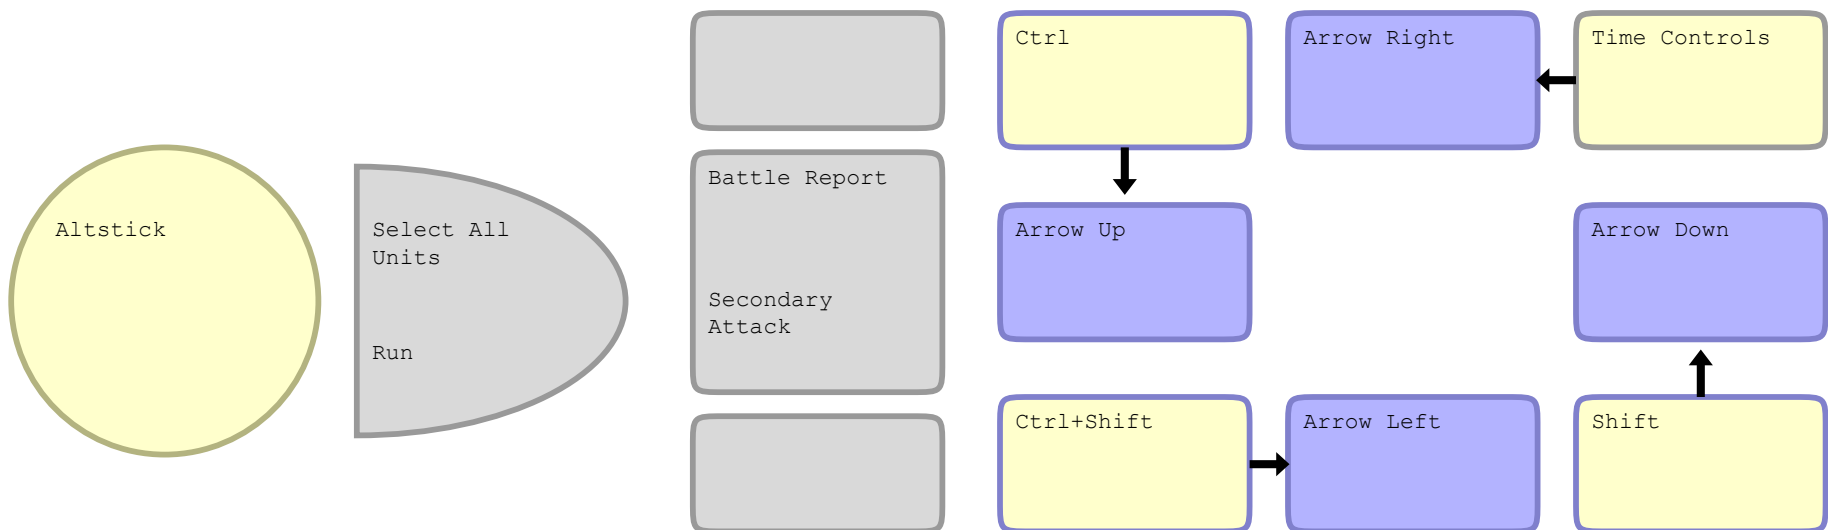 Ctrl
Arrow Right
Time Controls
Battle Report
Altstick
Select All
Units
Arrow Up
Arrow Down
Secondary
Attack
Run
Ctrl+Shift
Arrow Left
Shift